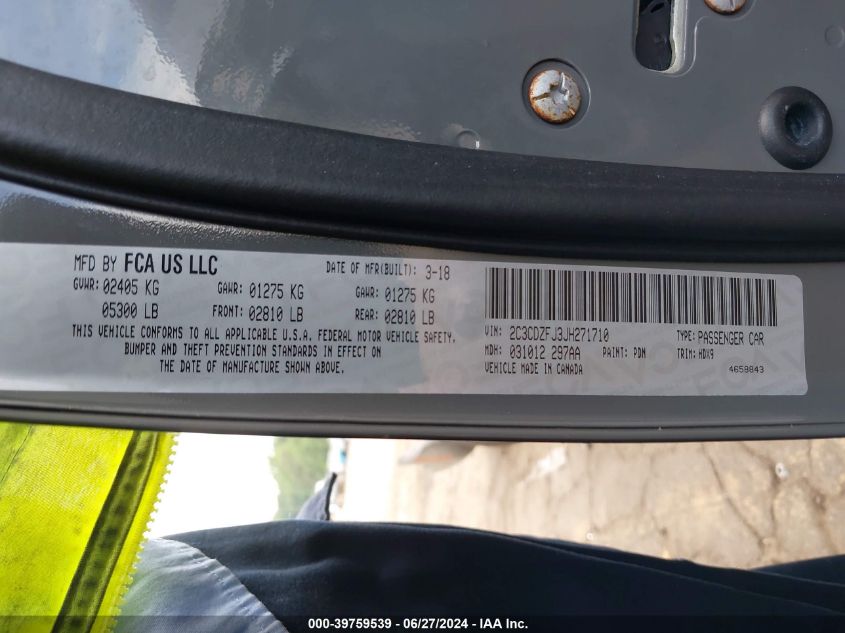 MFD BY FCA US LLC DATE OF MFR(BUILT): 3-18
GVWR: 02405 KG GAWR: 01275 KG GAWR: 01275 KG
05300 LB FRONT: 02810 LB REAR: 02810 LB
THIS VEHICLE CONFORMS TO ALL APPLICABLE U.S.A. FEDERAL MOTOR VEHICLE SAFETY,
BUMPER AND THEFT PREVENTION STANDARDS IN EFFECT ON
THE DATE OF MANUFACTURE SHOWN ABOVE.
VIN: 2C3CDZFJ3JH271710 TYPE: PASSENGER CAR
MDH: 031012 297AA PAINT: PDN TRIM: HDX9
VEHICLE MADE IN CANADA 4659843
000-39759539 - 06/27/2024 - IAA Inc.